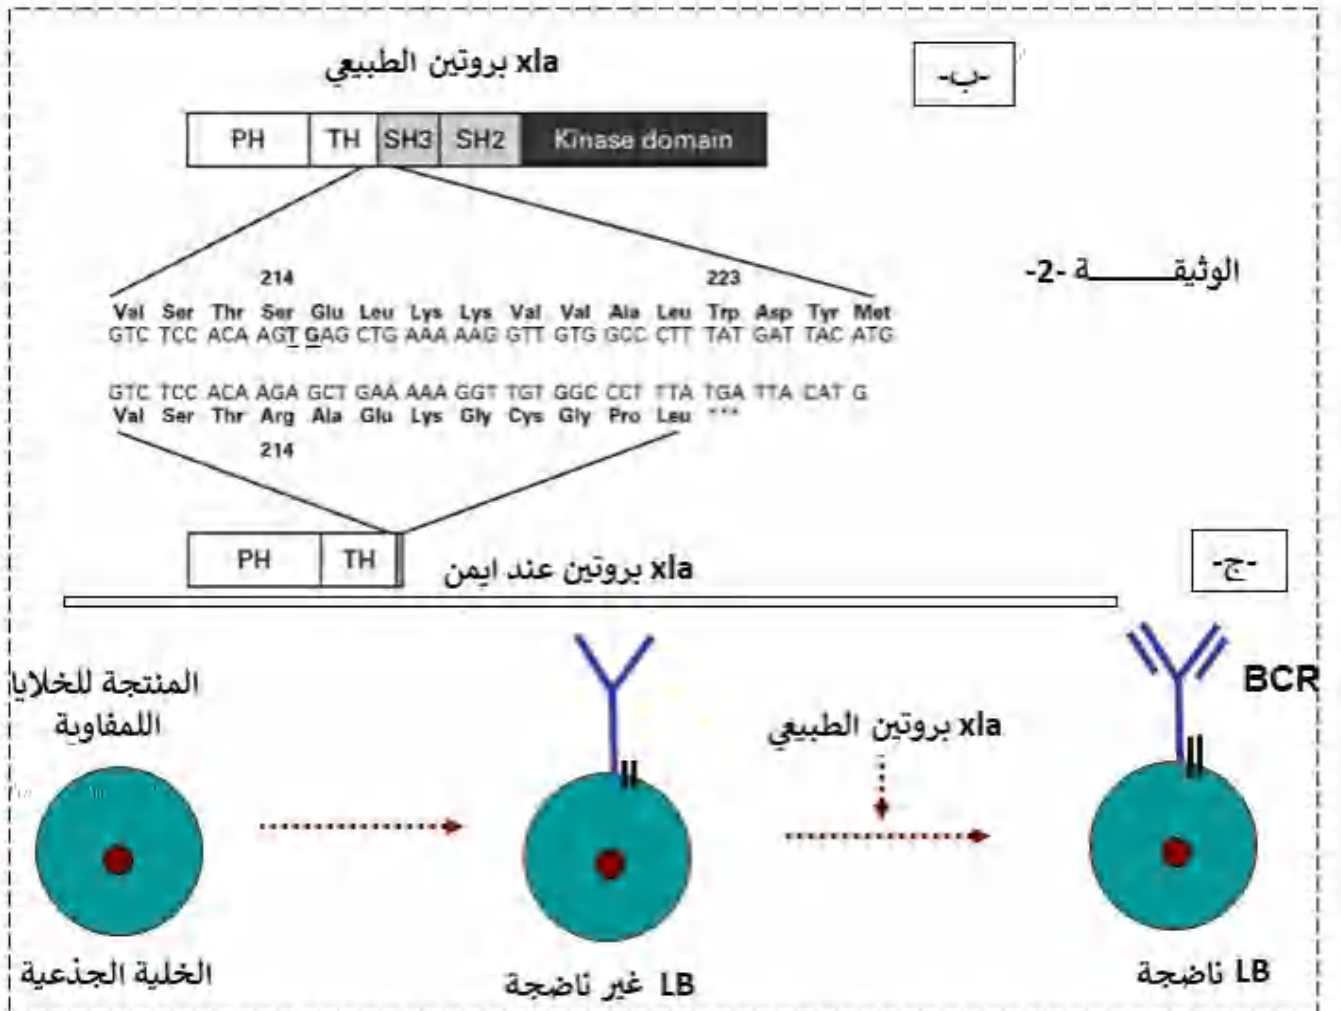 -ب-
xla بروتين الطبيعي
PH TH SH3 SH2 Kinase domain
الوثيقـــــــة -2-
214 223
Val Ser Thr Ser Glu Leu Lys Lys Val Val Ala Leu Trp Asp Tyr Met
GTC TCC ACA AGT GAG CTG AAA AAG GTT GTG GCC CTT TAT GAT TAC ATG
GTC TCC ACA AGA GCT GAA AAA GGT TGT GGC CCT TTA TGA TTA CAT G
Val Ser Thr Arg Ala Glu Lys Gly Cys Gly Pro Leu ***
214
PH TH
xla بروتين عند ايمن
-ج-
المنتجة للخلايا
اللمفاوية
xla بروتين الطبيعي
BCR
الخلية الجذعية
LB غير ناضجة
LB ناضجة